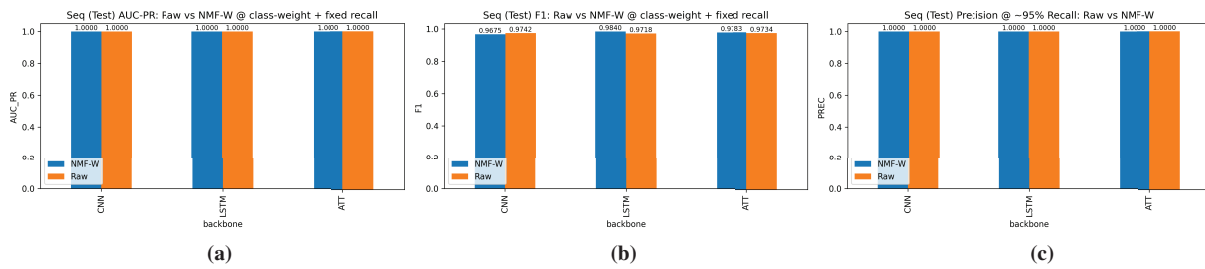 Seq (Test) AUC-PR: Raw vs NMF-W @ class-weight + fixed recall
1.0000 1.0000 1.0000 1.0000 1.0000 1.0000
1.0
0.8
0.6
0.4
0.2
0.0
AUC_PR
NMF-W
Raw
CNN
LSTM
ATT
backbone
(a)
Seq (Test) F1: Raw vs NMF-W @ class-weight + fixed recall
0.9675 0.9742 0.9840 0.9718 0.9734
1.0
0.8
0.6
0.4
0.2
0.0
F1
NMF-W
Raw
CNN
LSTM
ATT
backbone
(b)
Seq (Test) Precision @ ~95% Recall: Raw vs NMF-W
1.0000 1.0000 1.0000 1.0000 1.0000 1.0000
1.0
0.8
0.6
0.4
0.2
0.0
PREC
NMF-W
Raw
CNN
LSTM
ATT
backbone
(c)